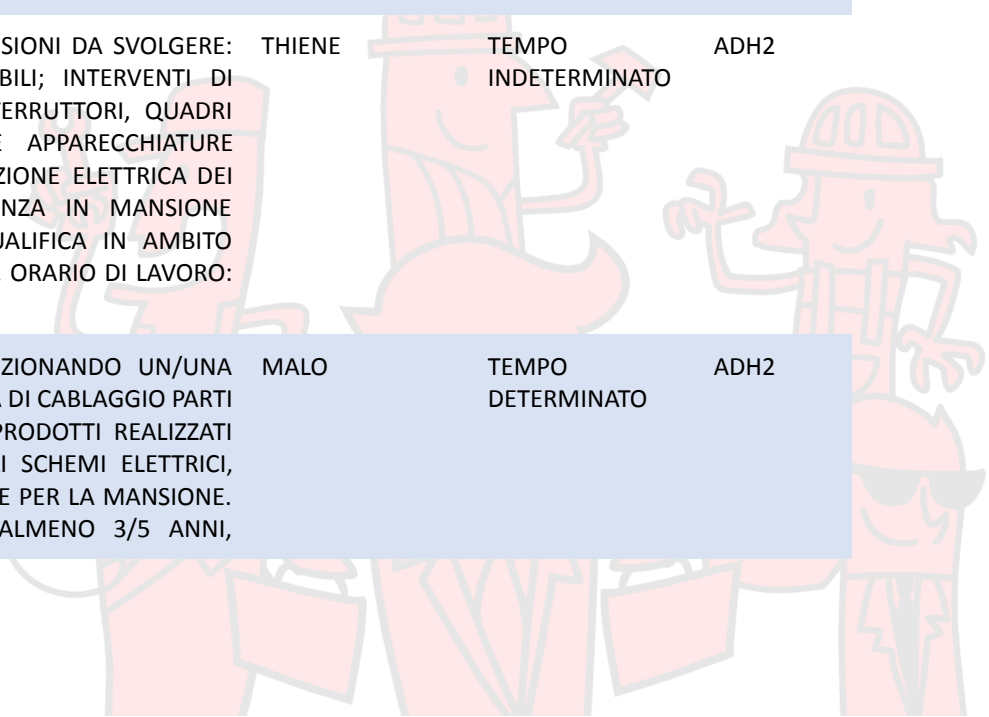 SIONI DA SVOLGERE: THIENE TEMPO ADH2
BILI; INTERVENTI DI INDETERMINATO
ERRUTTORI, QUADRI
E APPARECCHIATURE
ZIONE ELETTRICA DEI
NZA IN MANSIONE
UALIFICA IN AMBITO
ORARIO DI LAVORO:
ZIONANDO UN/UNA MALO TEMPO ADH2
A DI CABLAGGIO PARTI DETERMINATO
PRODOTTI REALIZZATI
I SCHEMI ELETTRICI,
E PER LA MANSIONE.
ALMENO 3/5 ANNI,